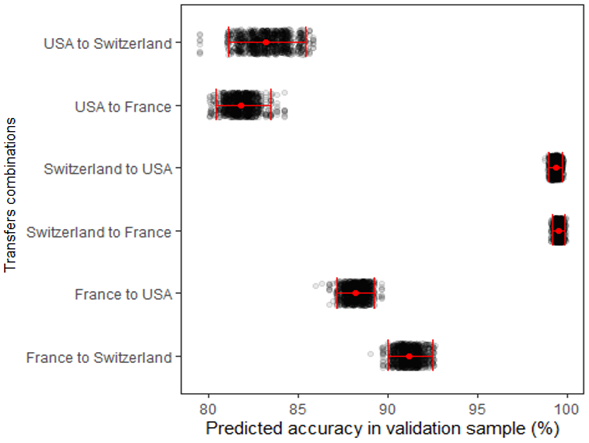 USA to Switzerland
USA to France
Switzerland to USA
Switzerland to France
France to USA
France to Switzerland
Transfers combinations
80 85 90 95 100
Predicted accuracy in validation sample (%)